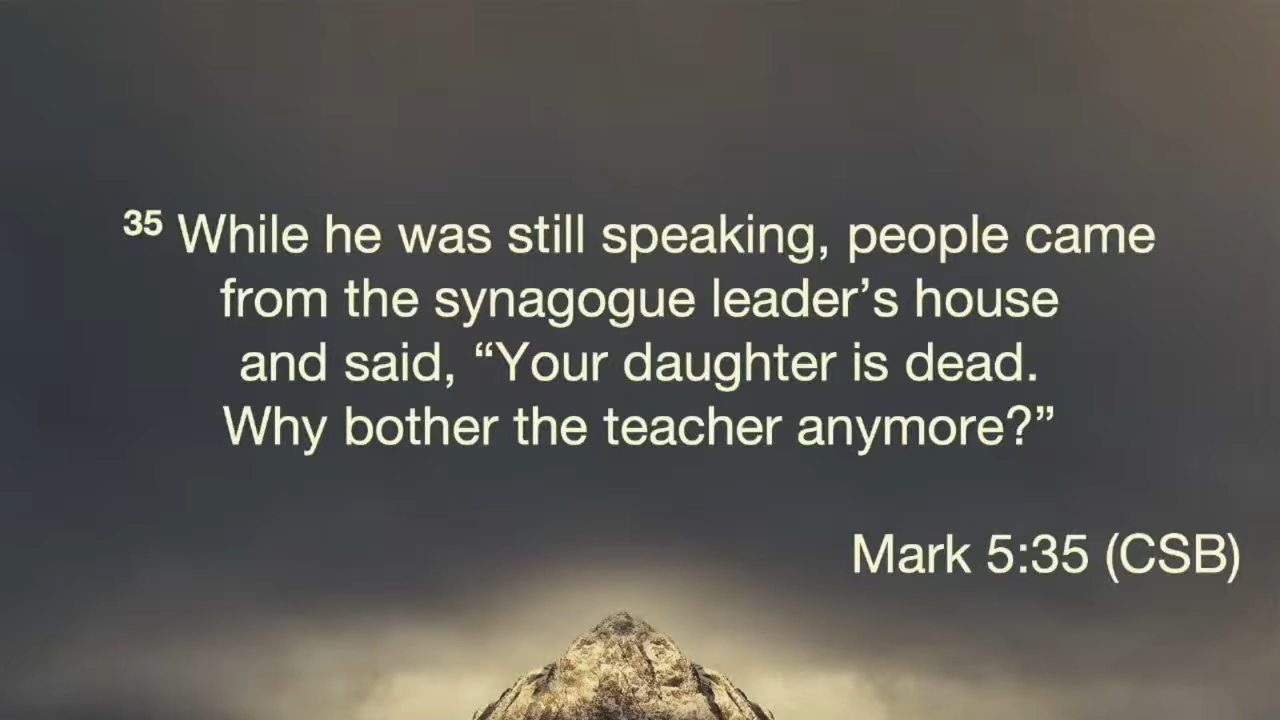 35 While he was still speaking, people came
from the synagogue leader’s house
and said, “Your daughter is dead.
Why bother the teacher anymore?”
Mark 5:35 (CSB)